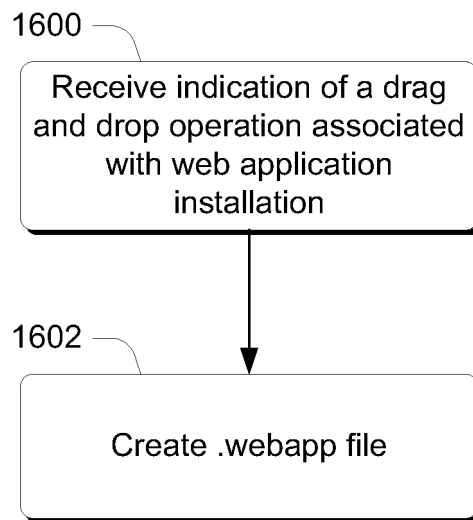 1600
Receive indication of a drag
and drop operation associated
with web application
installation
1602
Create .webapp file